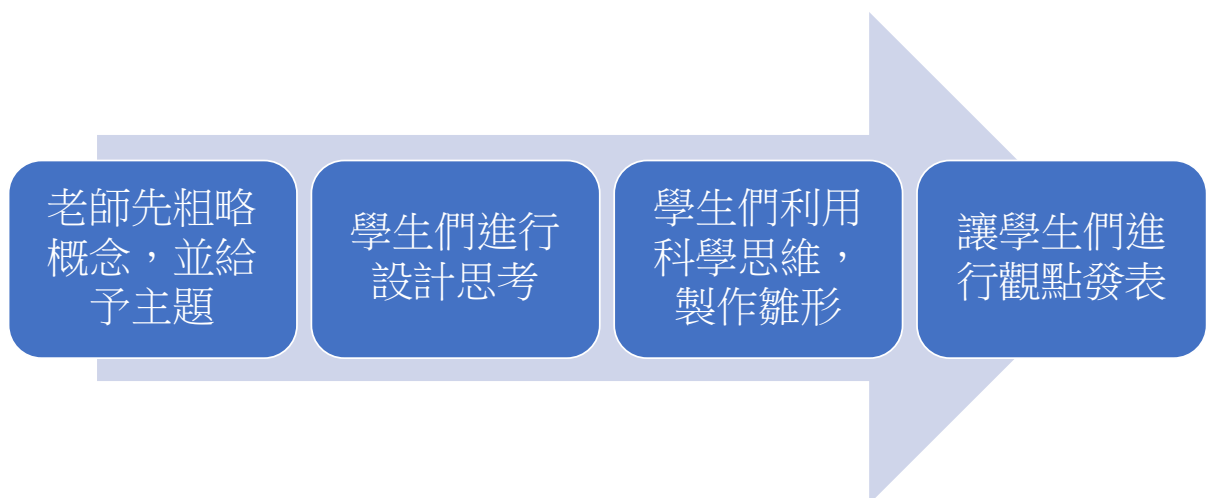 老師先粗略
概念，並給
予主題
學生們進行
設計思考
學生們利用
科學思維，
製作雛形
讓學生們進
行觀點發表